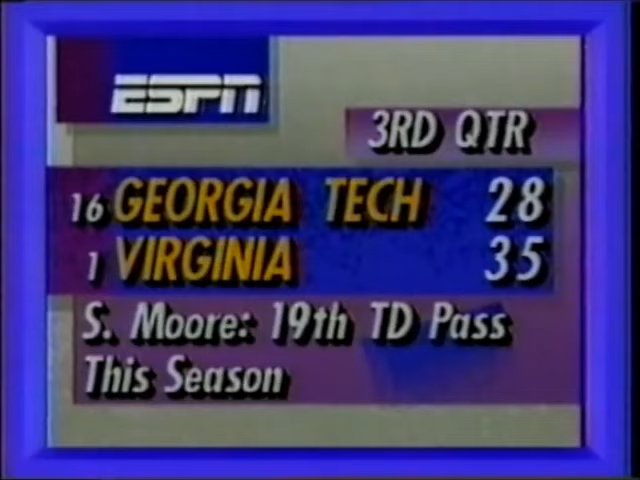 ESPN
3RD QTR
16 GEORGIA TECH 28
1 VIRGINIA 35
S. Moore: 19th TD Pass
This Season